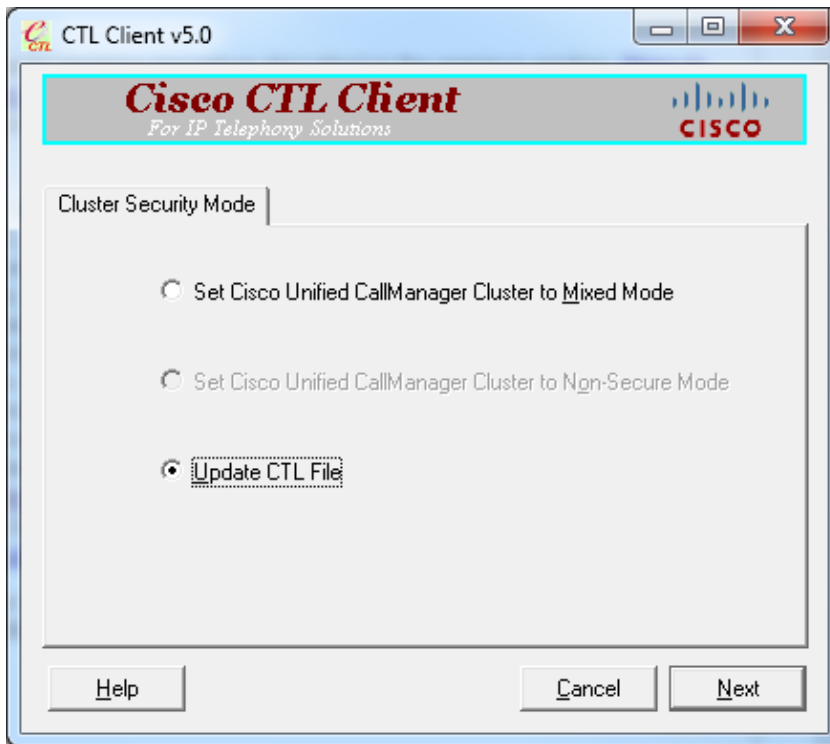 CTL Client v5.0
Cisco CTL Client
For IP Telephony Solutions
CISCO
Cluster Security Mode
Set Cisco Unified CallManager Cluster to Mixed Mode
Set Cisco Unified CallManager Cluster to Non-Secure Mode
Update CTL File
Help
Cancel
Next